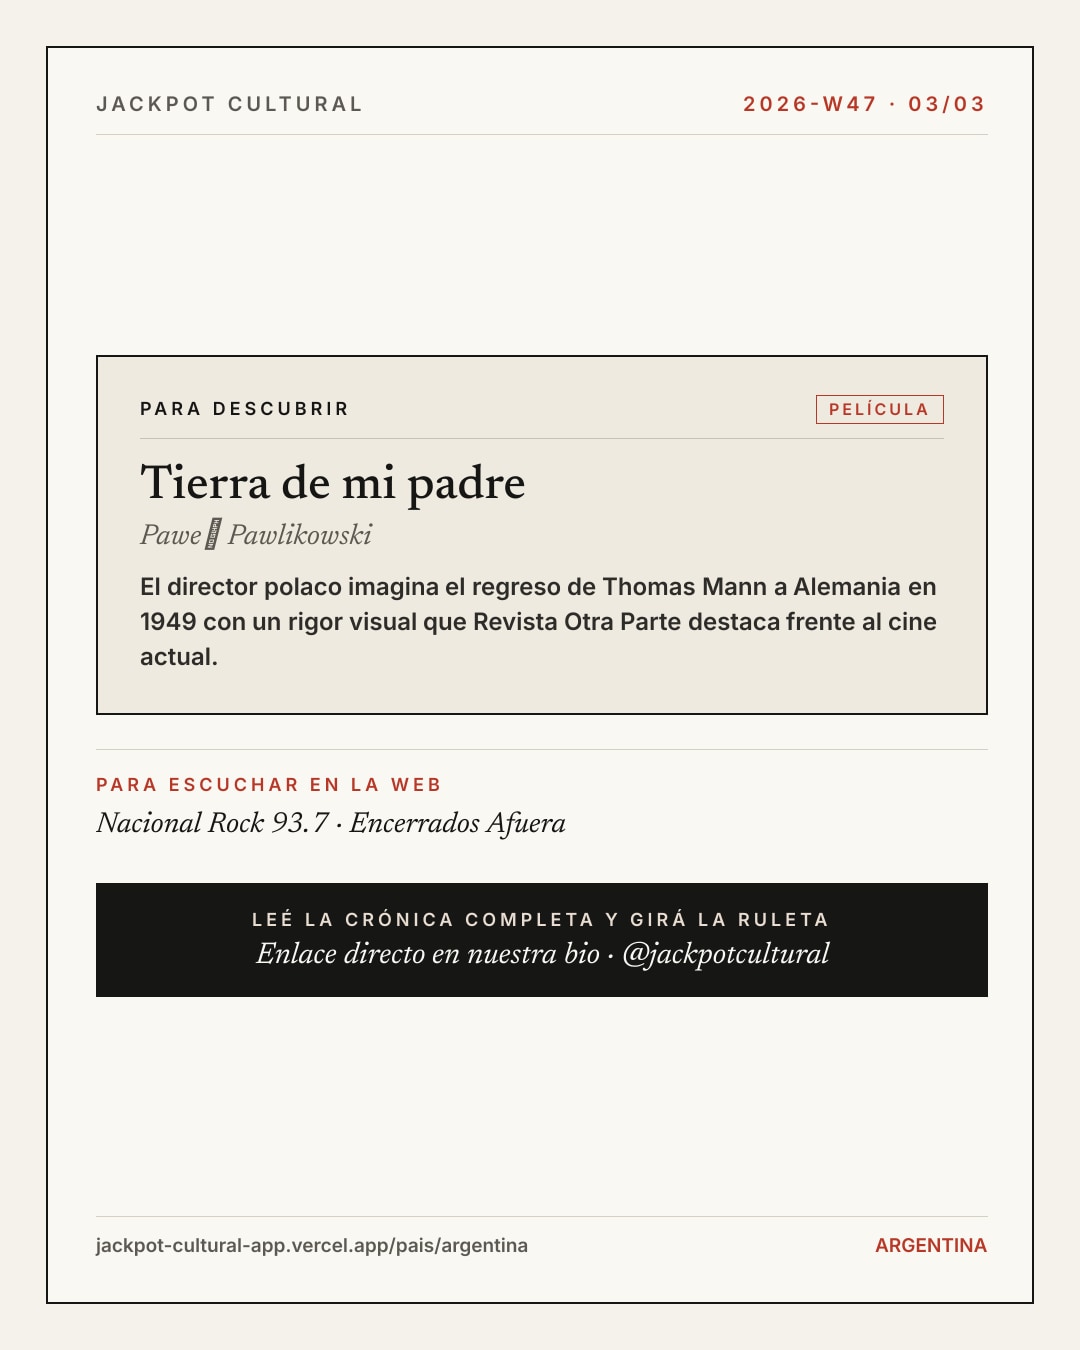 JACKPOT CULTURAL
2026-W47 · 03/03
PARA DESCUBRIR
PELÍCULA
Tierra de mi padre
Pawlikowski
El director polaco imagina el regreso de Thomas Mann a Alemania en
1949 con un rigor visual que Revista Otra Parte destaca frente al cine
actual.
PARA ESCUCHAR EN LA WEB
Nacional Rock 93.7 · Encerrados Afuera
LEÉ LA CRÓNICA COMPLETA Y GIRÁ LA RULETA
Enlace directo en nuestra bio · @jackpotcultural
jackpot-cultural-app.vercel.app/pais/argentina
ARGENTINA